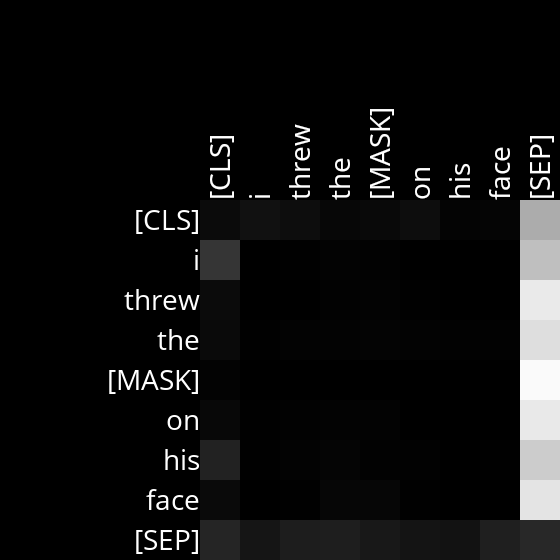 [CLS] i threw the [MASK] on his face [SEP]
[CLS]
i
threw
the
[MASK]
on
his
face
[SEP]